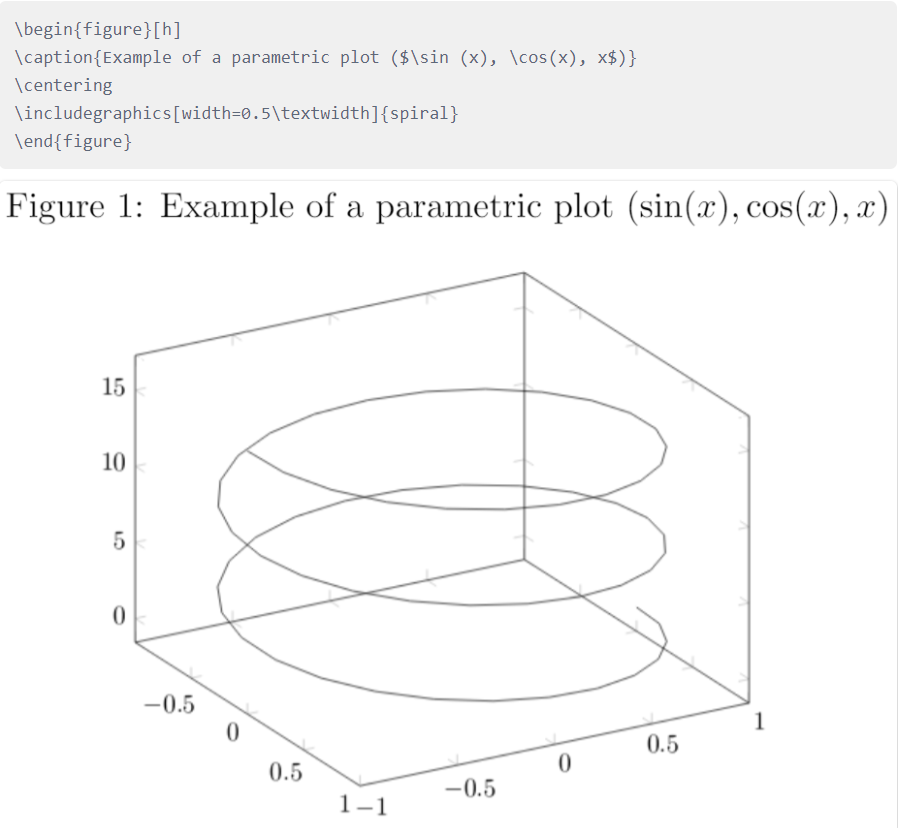 \begin{figure}[h]
\caption{Example of a parametric plot ($\sin (x), \cos(x), x$)}
\centering
\includegraphics[width=0.5\textwidth]{spiral}
\end{figure}
Figure 1: Example of a parametric plot (sin(x), cos(x), x)
15
10
5
0
−0.5
0
0.5
1
−1
−0.5
0
0.5
1